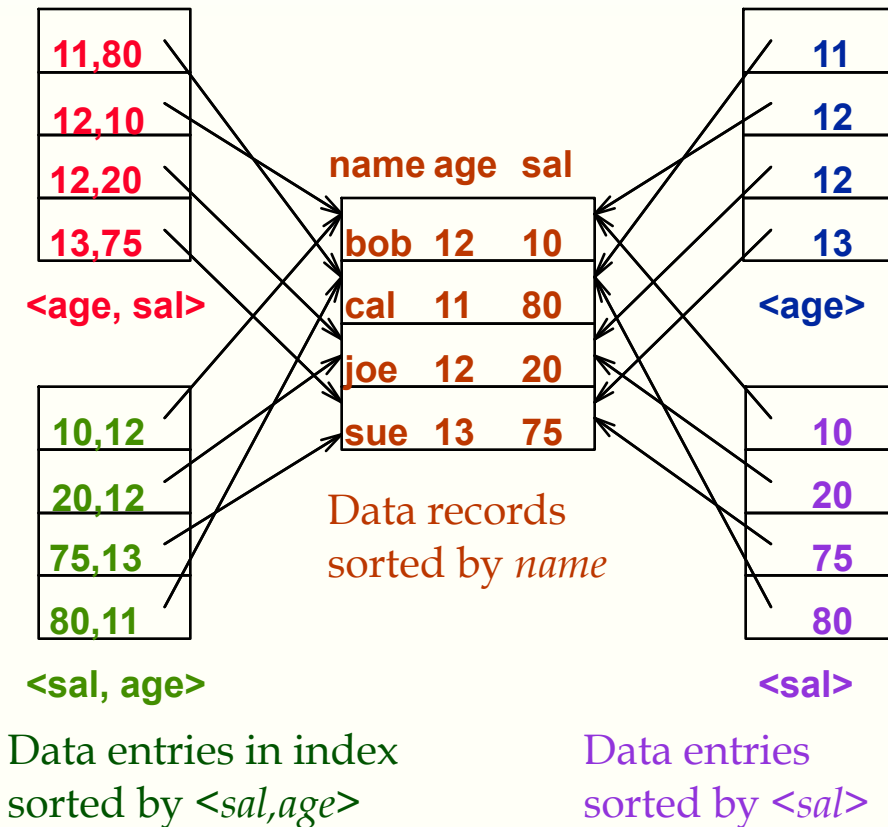 11,80
12,10
12,20
13,75
<age, sal>
10,12
20,12
75,13
80,11
<sal, age>
Data entries in index
sorted by <sal,age>
name age sal
bob 12 10
cal 11 80
joe 12 20
sue 13 75
Data records
sorted by name
11
12
12
13
<age>
10
20
75
80
<sal>
Data entries
sorted by <sal>